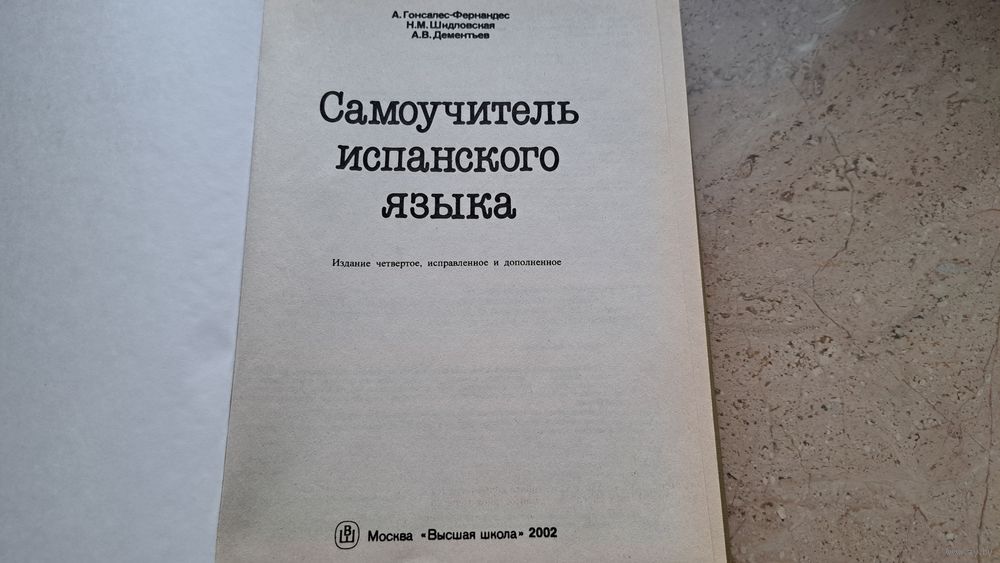 А. Гонсалес-Фернандес
Н.М. Шидловская
А.В. Дементьев
Самоучитель
испанского
языка
Издание четвертое, исправленное и дополненное
Москва «Высшая школа» 2002